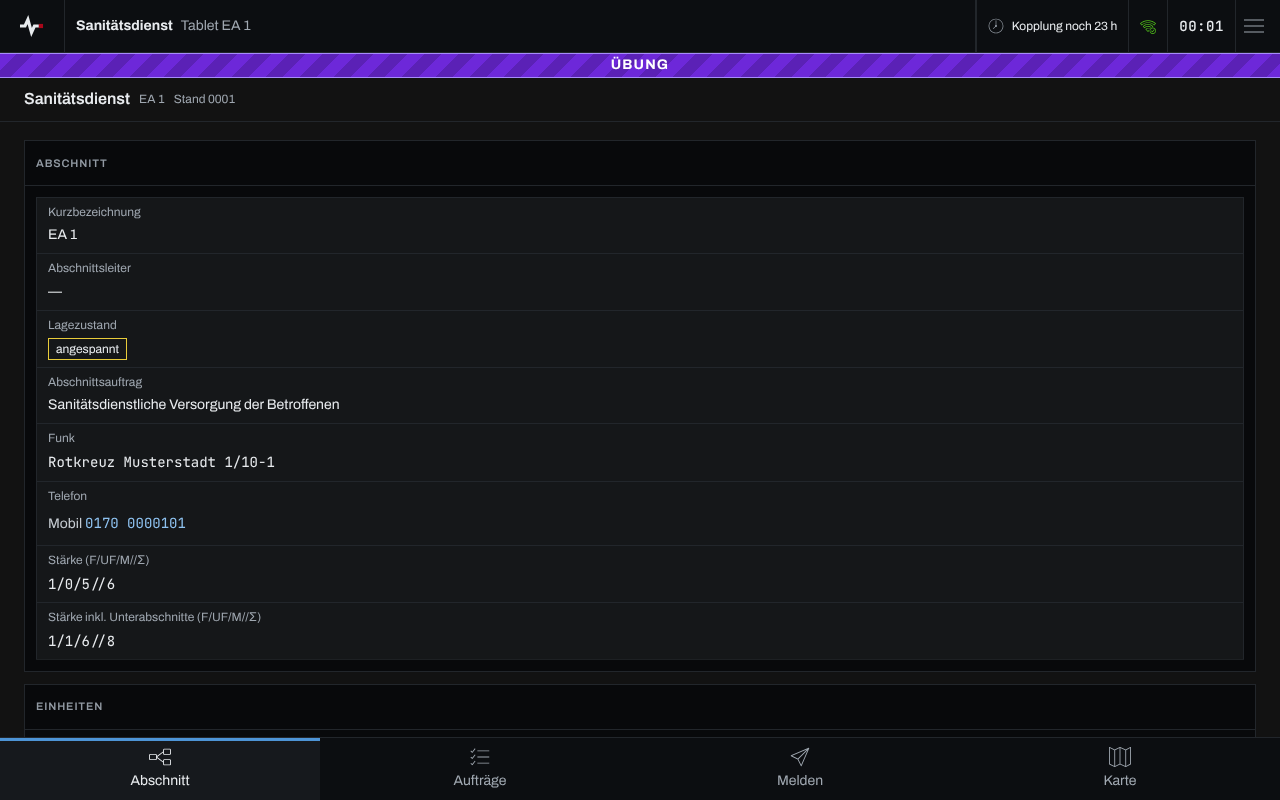 Sanitätsdienst Tablet EA 1
Kopplung noch 23 h
00:01
ÜBUNG
Sanitätsdienst EA 1 Stand 0001
ABSCHNITT
Kurzbezeichnung
EA 1
Abschnittsleiter
—
Lagezustand
angespannt
Abschnittsauftrag
Sanitätsdienstliche Versorgung der Betroffenen
Funk
Rotkreuz Musterstadt 1/10-1
Telefon
Mobil 0170 0000101
Stärke (F/UF/M//Σ)
1/0/5//6
Stärke inkl. Unterabschnitte (F/UF/M//Σ)
1/1/6//8
EINHEITEN
Abschnitt
Aufträge
Melden
Karte